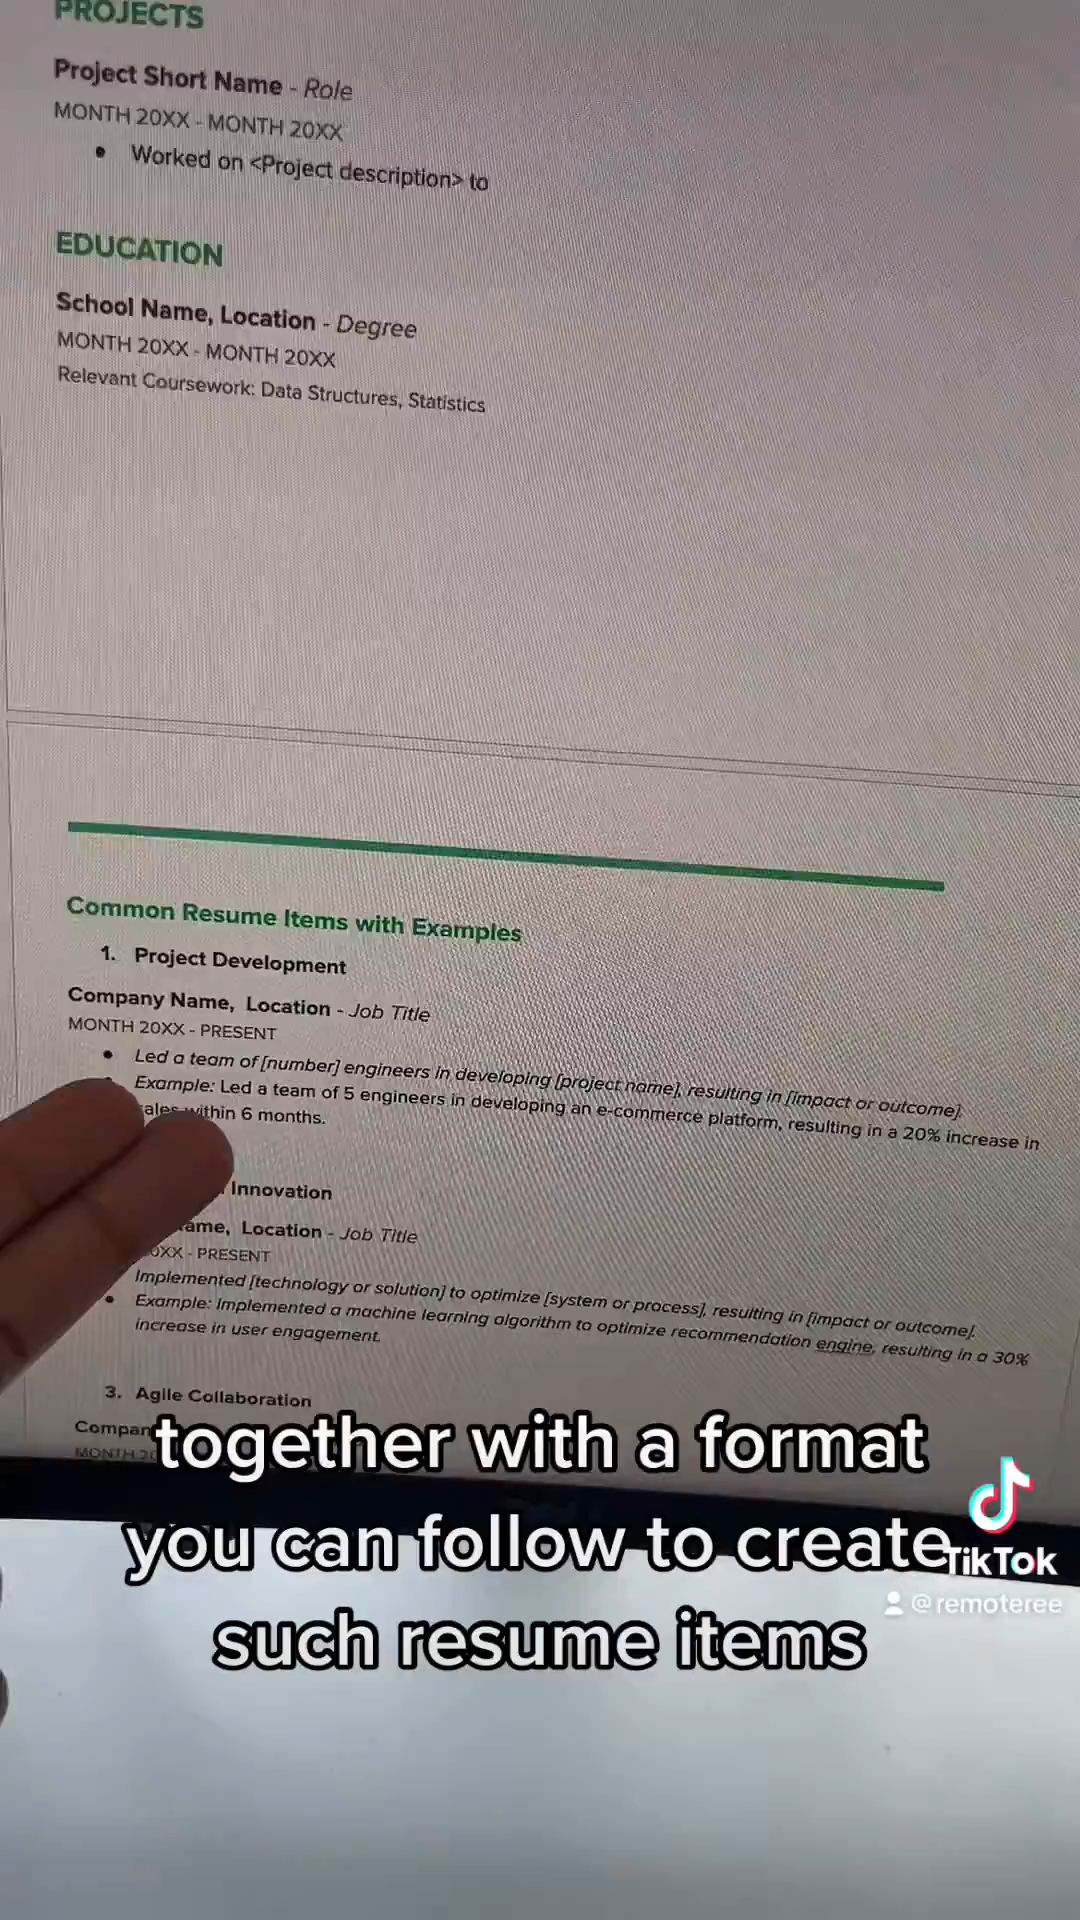 PROJECTS
Project Short Name - Role
MONTH 20XX - MONTH 20XX
• Worked on <Project description> to
EDUCATION
School Name, Location - Degree
MONTH 20XX - MONTH 20XX
Relevant Coursework: Data Structures, Statistics
Common Resume Items with Examples
1. Project Development
Company Name, Location - Job Title
MONTH 20XX - PRESENT
• Led a team of [number] engineers in developing [project name], resulting in [impact or outcome].
Example: Led a team of 5 engineers in developing an e-commerce platform, resulting in a 20% increase in
within 6 months.
Innovation
Location - Job Title
- PRESENT
Implemented [technology or solution] to optimize [system or process], resulting in [impact or outcome].
• Example: Implemented a machine learning algorithm to optimize recommendation engine, resulting in a 30%
increase in user engagement.
3. Agile Collaboration
together with a format
you can follow to create
such resume items
TikTok
@remoteree